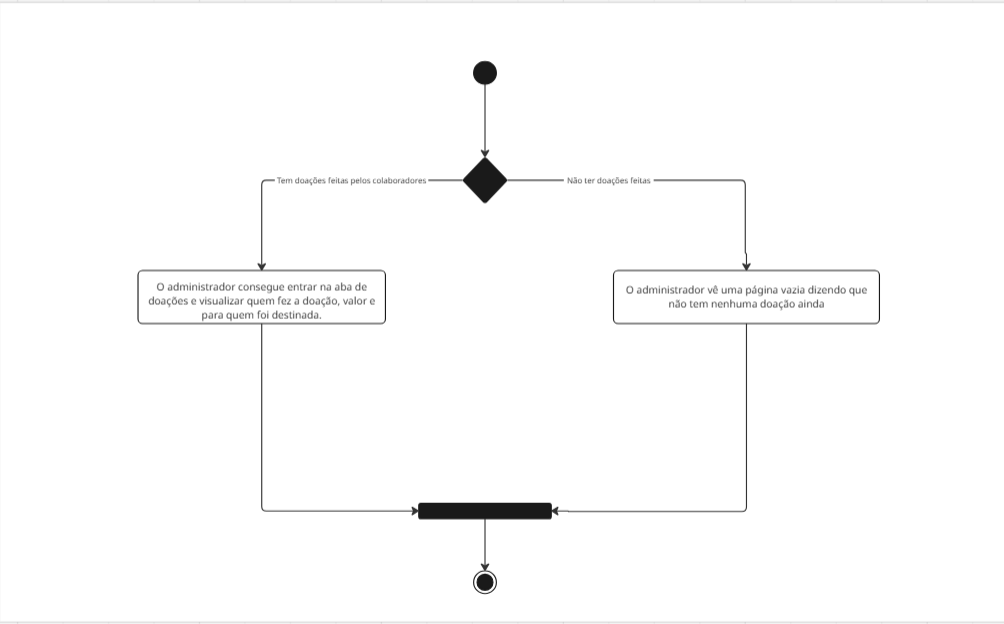 Tem doações feitas pelos colaboradores
Não ter doações feitas
O administrador consegue entrar na aba de
doações e visualizar quem fez a doação, valor e
para quem foi destinada.
O administrador vê uma página vazia dizendo que
não tem nenhuma doação ainda